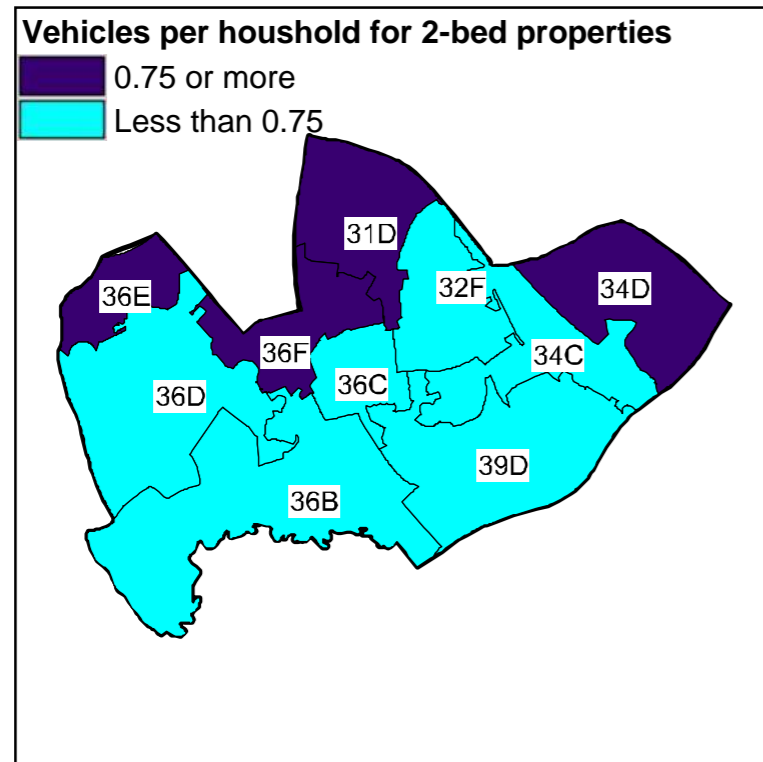 Vehicles per houshold for 2-bed properties
0.75 or more
Less than 0.75
31D
36E
32F
34D
36F
34C
36C
36D
39D
36B